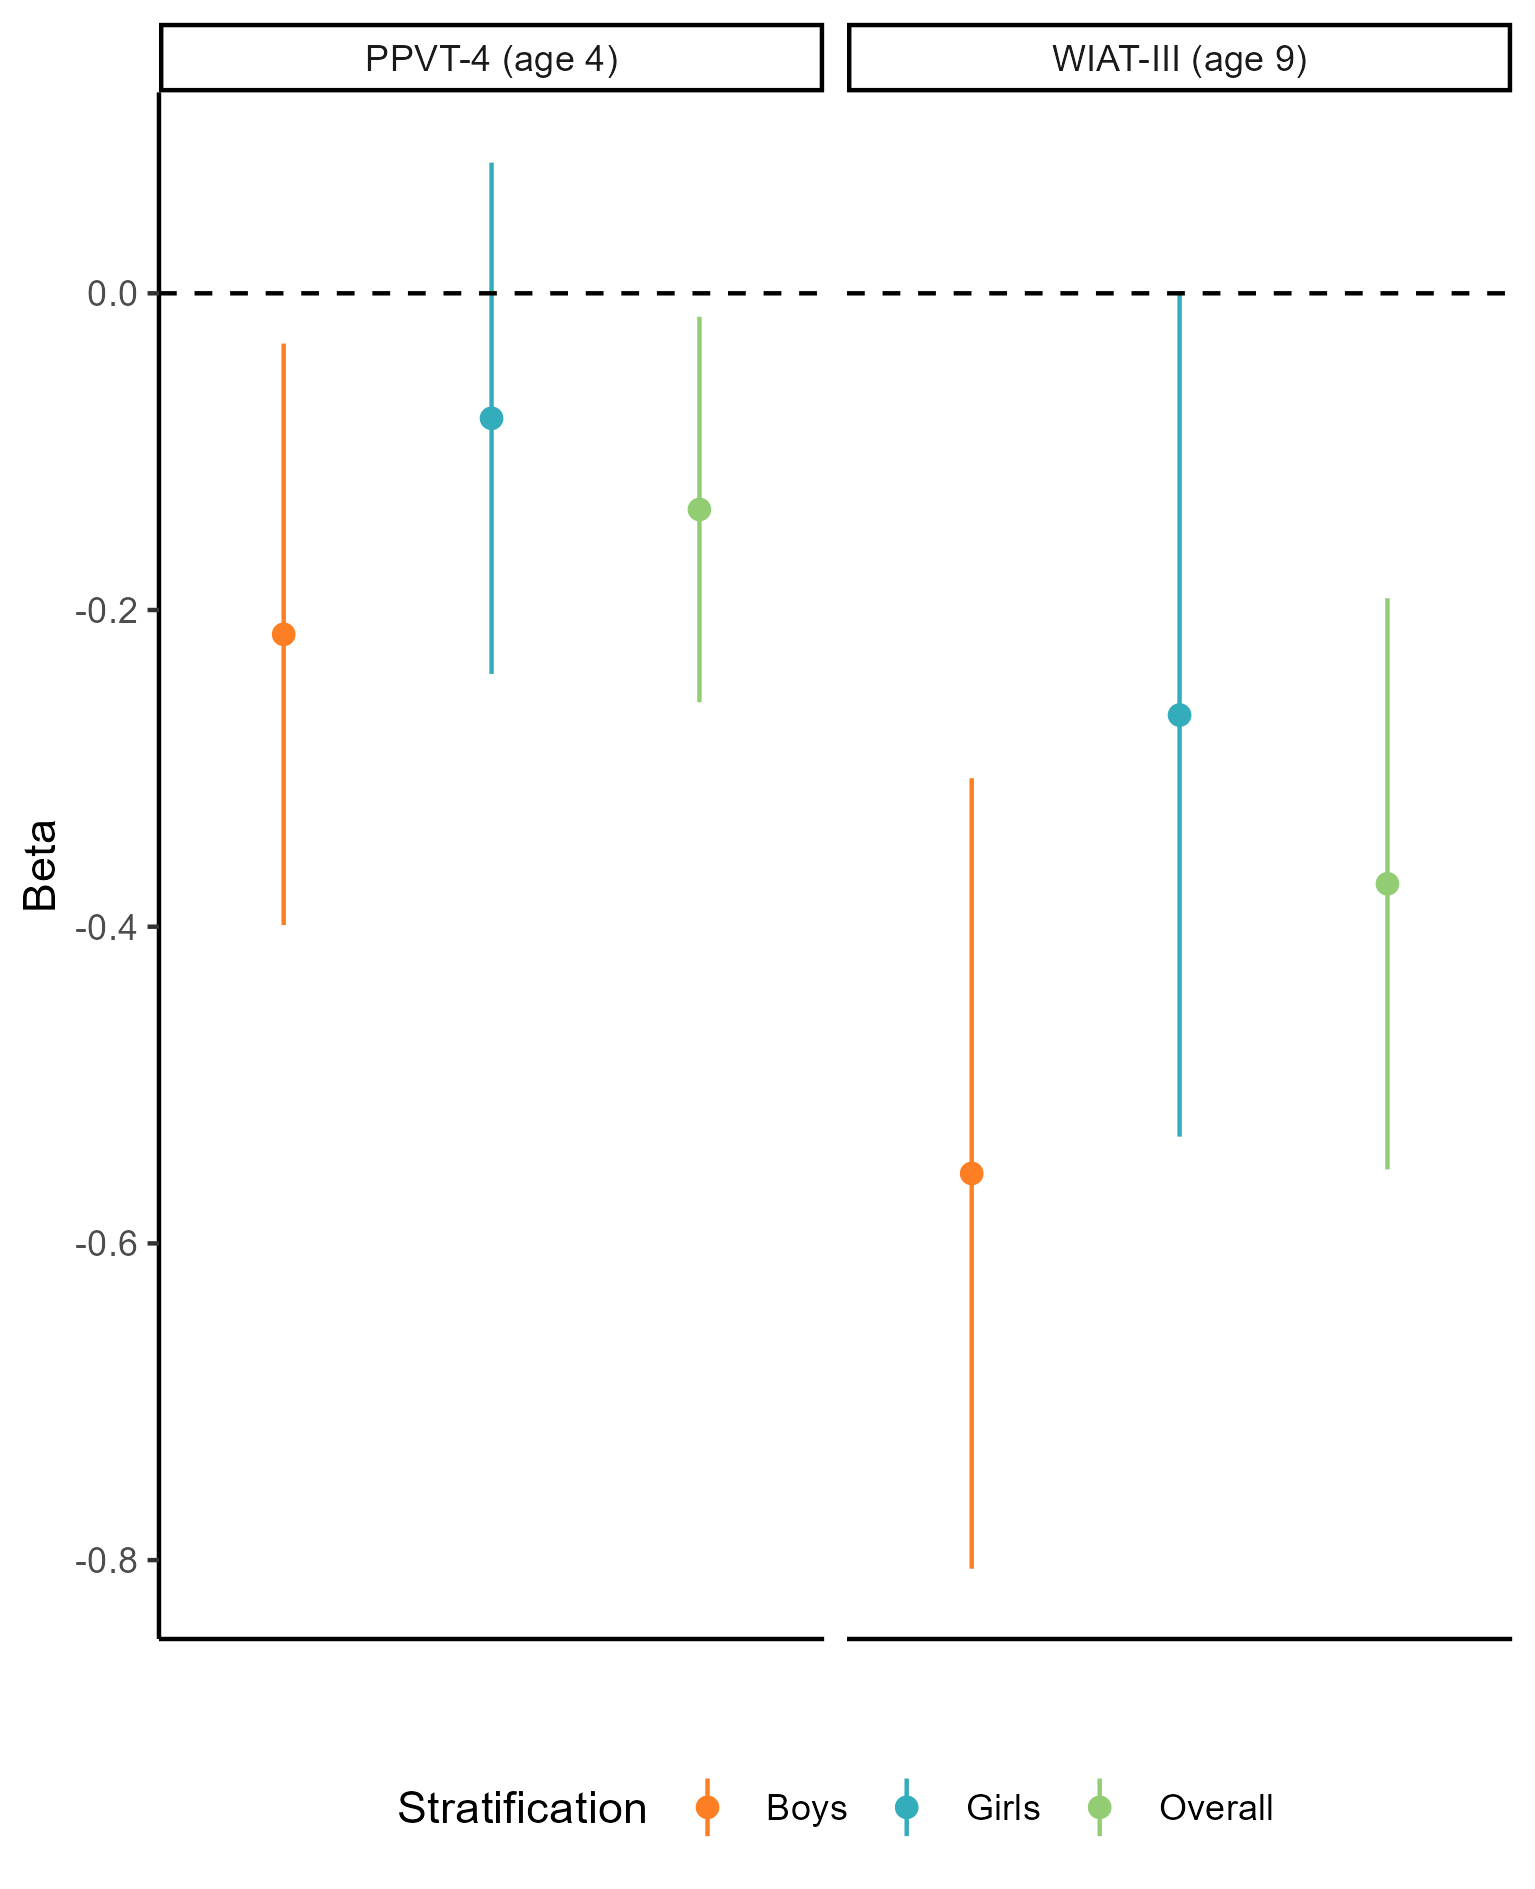 PPVT-4 (age 4)
WIAT-III (age 9)
0.0
-0.2
-0.4
-0.6
-0.8
Beta
Stratification Boys Girls Overall